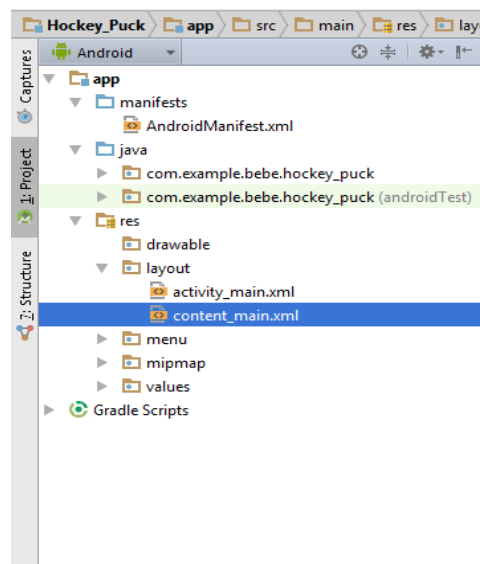 Hockey_Puck app src main res lay
Android
Captures
1: Project
7: Structure
app
manifests
AndroidManifest.xml
java
com.example.bebe.hockey_puck
com.example.bebe.hockey_puck (androidTest)
res
drawable
layout
activity_main.xml
content_main.xml
menu
mipmap
values
Gradle Scripts